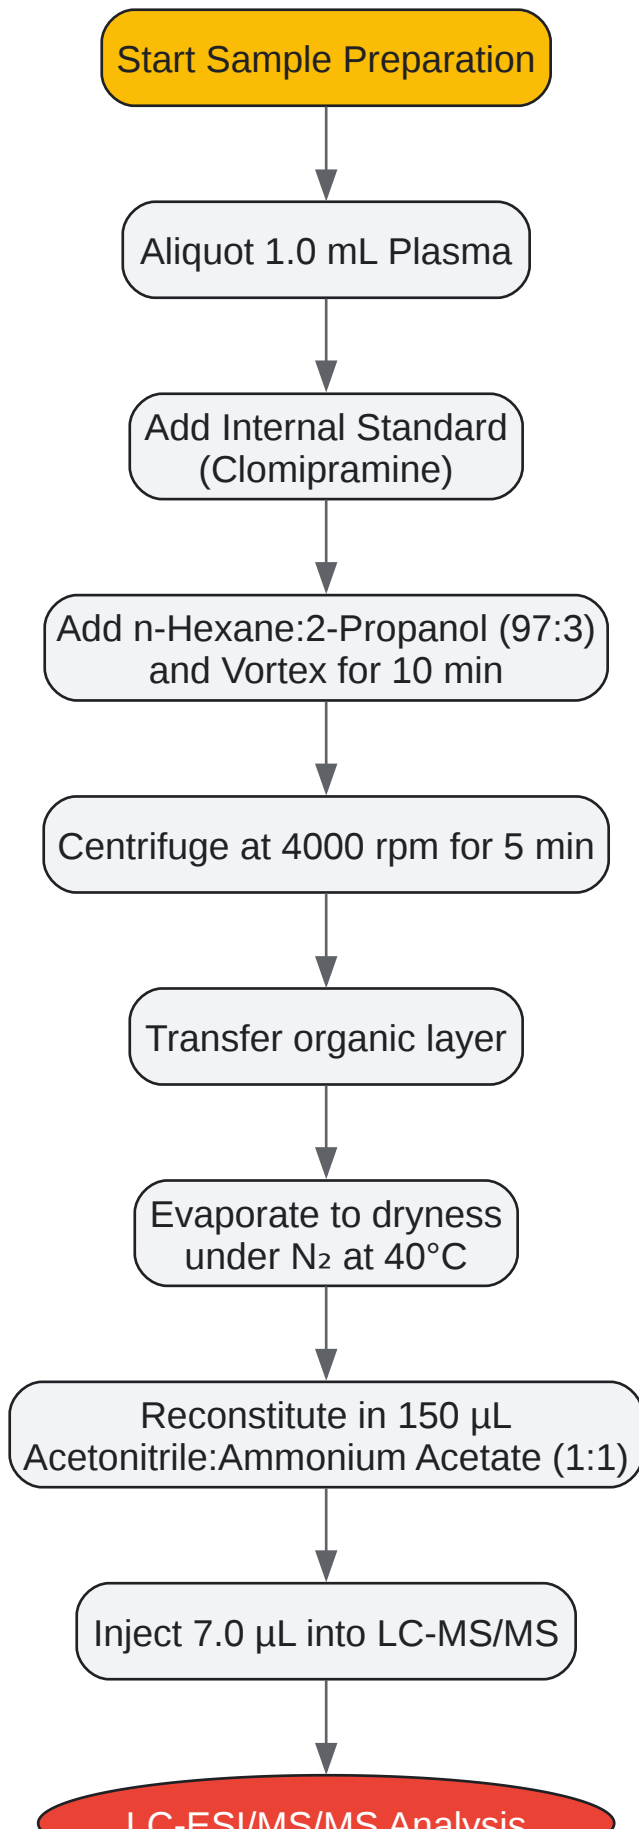 Start Sample Preparation
Aliquot 1.0 mL Plasma
Add Internal Standard
(Clomipramine)
Add n-Hexane:2-Propanol (97:3)
and Vortex for 10 min
Centrifuge at 4000 rpm for 5 min
Transfer organic layer
Evaporate to dryness
under N₂ at 40°C
Reconstitute in 150 µL
Acetonitrile:Ammonium Acetate (1:1)
Inject 7.0 µL into LC-MS/MS
LC-ESI/MS/MS Analysis